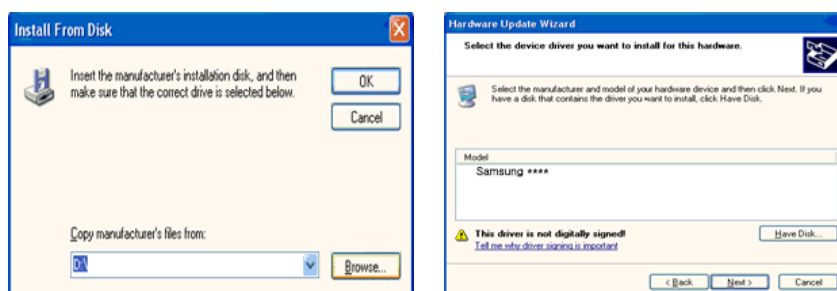 Install From Disk
Insert the manufacturer's installation disk, and then
make sure that the correct drive is selected below.
OK
Cancel
Copy manufacturer's files from:
D:\
Browse...
Hardware Update Wizard
Select the device driver you want to install for this hardware.
Select the manufacturer and model of your hardware device and then click Next. If you
have a disk that contains the driver you want to install, click Have Disk.
Model
Samsung ****
This driver is not digitally signed!
Tell me why driver signing is important
Have Disk...
< Back
Next >
Cancel